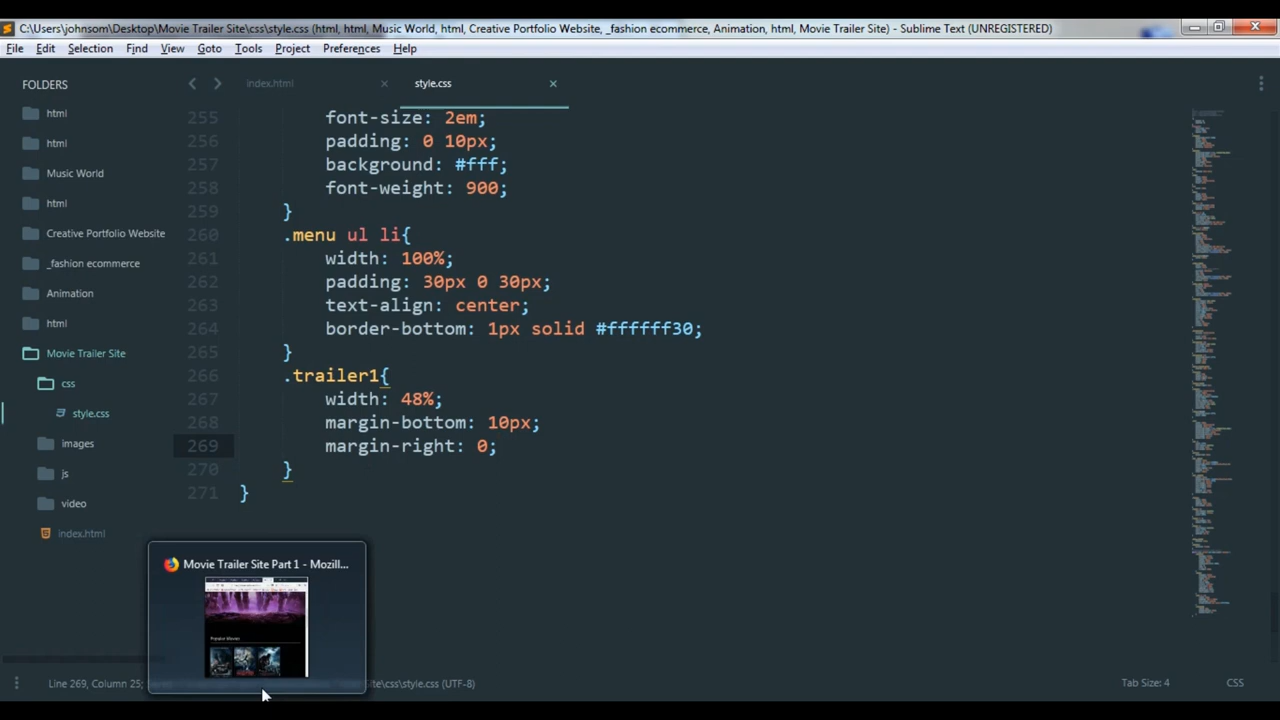 C:\Users\johnsom\Desktop\Movie Trailer Site\css\style.css (html, html, Music World, html, Creative Portfolio Website, _fashion ecommerce, Animation, html, Movie Trailer Site) - Sublime Text (UNREGISTERED)
File Edit Selection Find View Goto Tools Project Preferences Help
FOLDERS
html
html
Music World
html
Creative Portfolio Website
_fashion ecommerce
Animation
html
Movie Trailer Site
css
style.css
images
js
video
index.html
index.html style.css
255 font-size: 2em;
256 padding: 0 10px;
257 background: #fff;
258 font-weight: 900;
259 }
260 .menu ul li{
261 width: 100%;
262 padding: 30px 0 30px;
263 text-align: center;
264 border-bottom: 1px solid #ffffff30;
265 }
266 .trailer1{
267 width: 48%;
268 margin-bottom: 10px;
269 margin-right: 0;
270 }
271 }
Movie Trailer Site Part 1 - Mozill...
Popular Movies
Line 269, Column 25; Site\css\style.css (UTF-8) Tab Size: 4 CSS